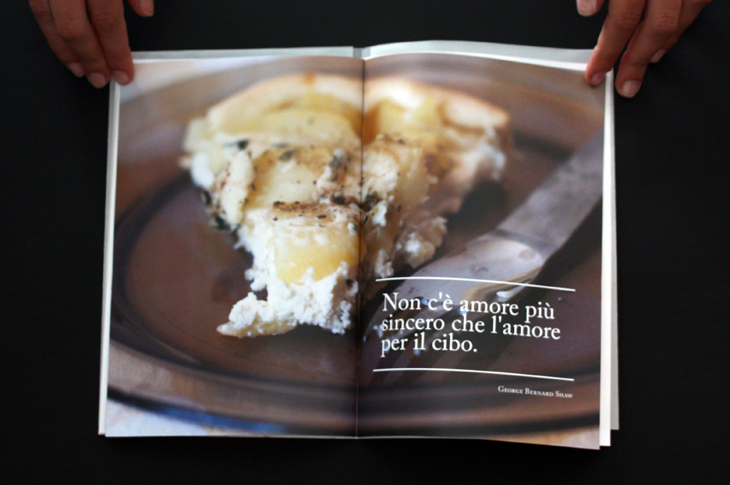 Non c'è amore più
sincero che l'amore
per il cibo.
George Bernard Shaw